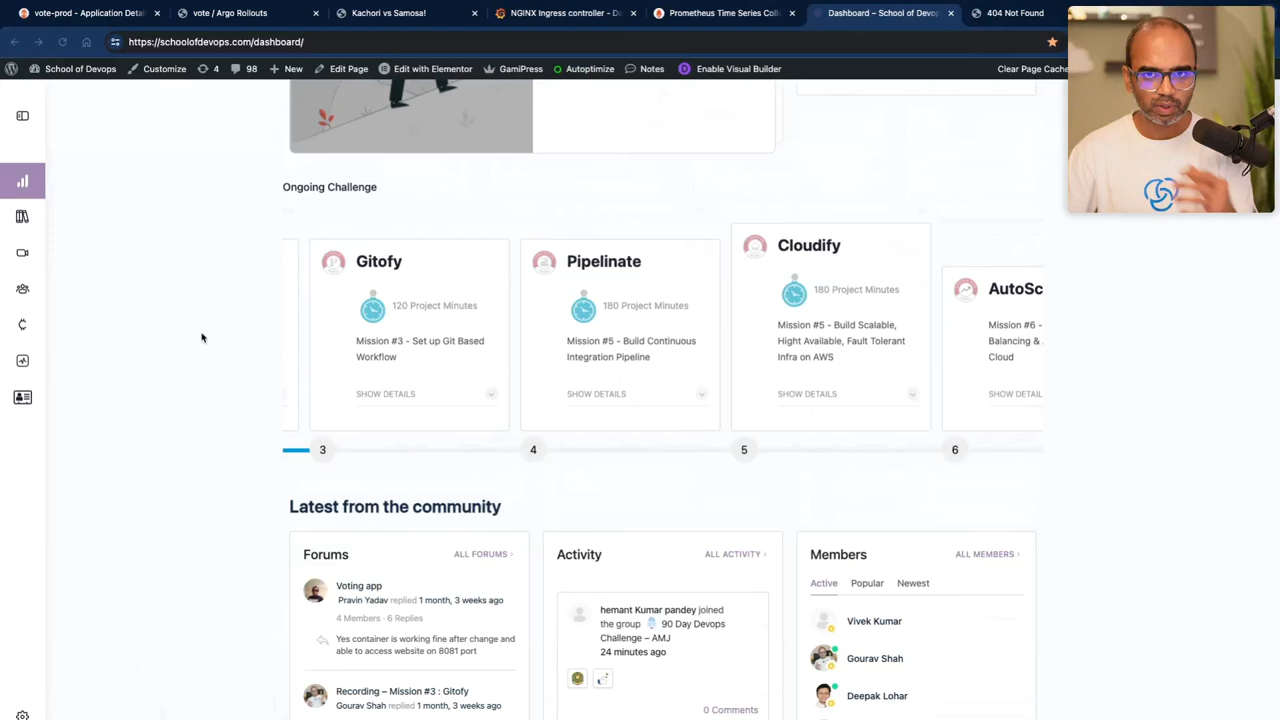 vote-prod - Application Detai
vote / Argo Rollouts
Kachori vs Samosa!
NGINX Ingress controller - Da
Prometheus Time Series Colle
Dashboard – School of Devop
404 Not Found
https://schoolofdevops.com/dashboard/
School of Devops
Customize
4
98
New
Edit Page
Edit with Elementor
GamiPress
Autoptimize
Notes
Enable Visual Builder
Clear Page Cache
Ongoing Challenge
Gitofy
120 Project Minutes
Mission #3 - Set up Git Based
Workflow
SHOW DETAILS
Pipelinate
180 Project Minutes
Mission #5 - Build Continuous
Integration Pipeline
SHOW DETAILS
Cloudify
180 Project Minutes
Mission #5 - Build Scalable,
Hight Available, Fault Tolerant
Infra on AWS
SHOW DETAILS
AutoSc
Mission #6 -
Balancing &
Cloud
SHOW DETAIL
3
4
5
6
Latest from the community
Forums
ALL FORUMS ›
Voting app
Pravin Yadav replied 1 month, 3 weeks ago
4 Members · 6 Replies
Yes container is working fine after change and
able to access website on 8081 port
Recording – Mission #3 : Gitofy
Gourav Shah replied 1 month, 3 weeks ago
Activity
ALL ACTIVITY ›
hemant Kumar pandey joined
the group 90 Day Devops
Challenge – AMJ
24 minutes ago
0 Comments
Members
ALL MEMBERS ›
Active
Popular
Newest
Vivek Kumar
Gourav Shah
Deepak Lohar